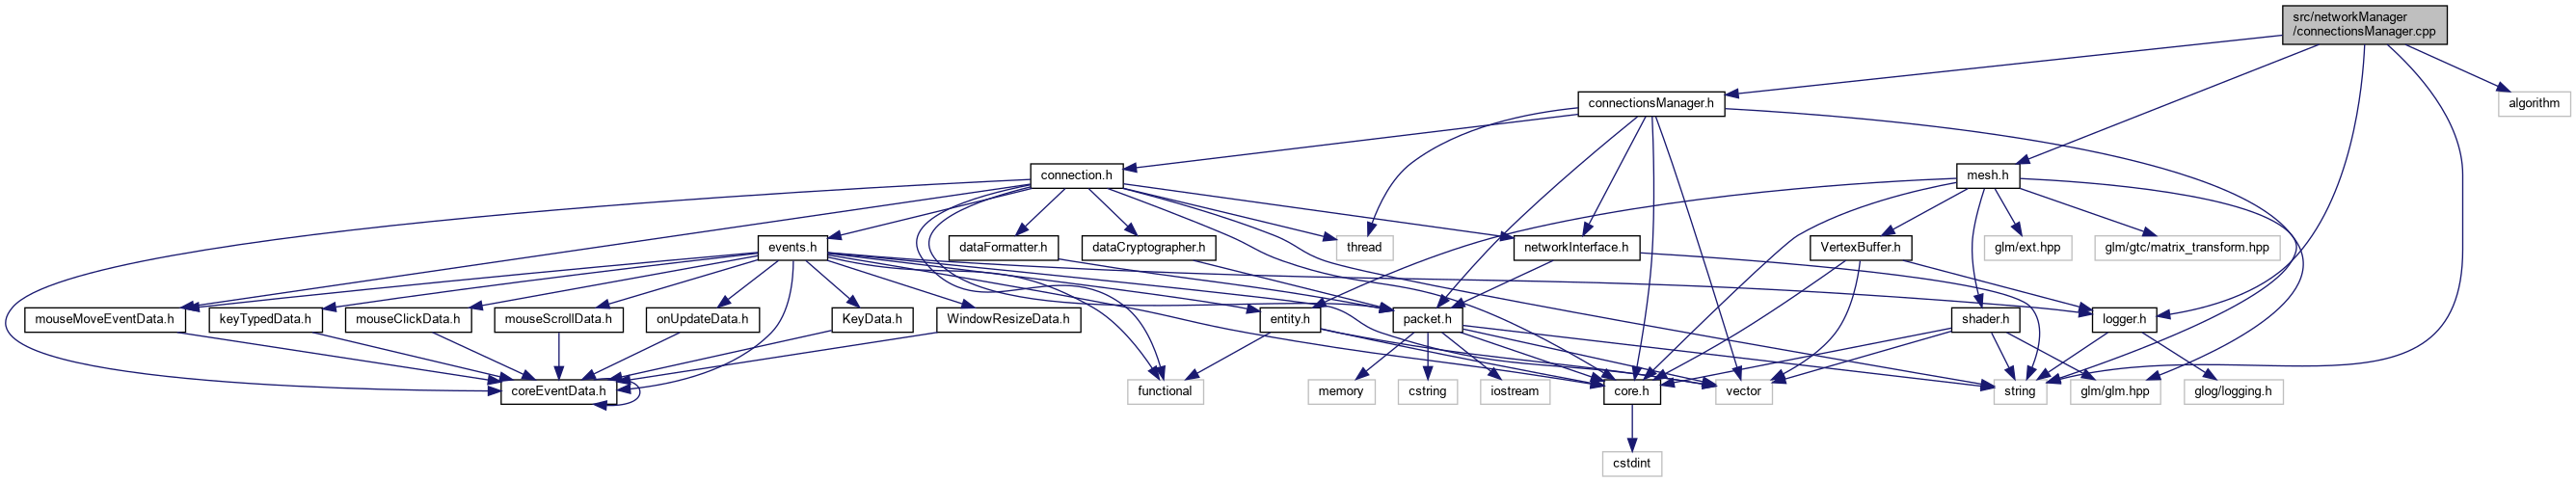 src/networkManager
/connectionsManager.cpp
connectionsManager.h
algorithm
connection.h
mesh.h
events.h
dataFormatter.h
dataCryptographer.h
thread
networkInterface.h
VertexBuffer.h
glm/ext.hpp
glm/gtc/matrix_transform.hpp
mouseMoveEventData.h
keyTypedData.h
mouseClickData.h
mouseScrollData.h
onUpdateData.h
KeyData.h
WindowResizeData.h
entity.h
packet.h
shader.h
logger.h
coreEventData.h
functional
memory
cstring
iostream
core.h
vector
string
glm/glm.hpp
glog/logging.h
cstdint